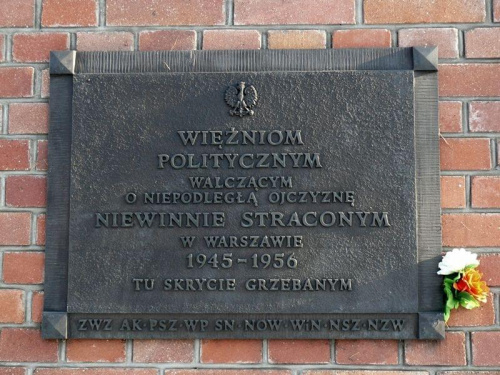 WIĘŹNIOM
POLITYCZNYM
WALCZĄCYM
O NIEPODLEGŁĄ OJCZYZNĘ
NIEWINNIE STRACONYM
W WARSZAWIE
1945-1956
TU SKRYCIE GRZEBANYM
ZWZ·AK·PSZ·WP·SN·NOW·WiN·NSZ·NZW